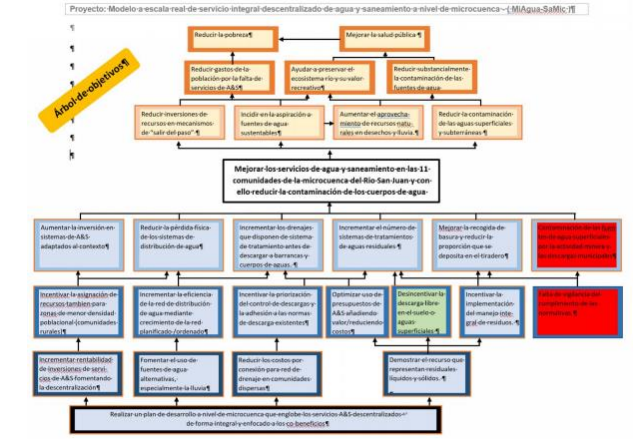 Proyecto: Modelo a escala real de servicio integral descentralizado de agua y saneamiento a nivel de microcuenca – ( MiAgua-SaMic )¶
Árbol de objetivos¶
Reducir la pobreza¶
Mejorar la salud pública ¶
Reducir gastos de la
población por la falta de
servicios de A&S¶
Ayudar a preservar el
ecosistema río y su valor
recreativo¶
Reducir substancialmente
la contaminación de las
fuentes de agua
Reducir inversiones de
recursos en mecanismos
de "salir del paso" ¶
Incidir en la aspiración a
fuentes de agua
sustentables¶
Aumentar el aprovecha-
miento de recursos natu-
rales en desechos y lluvia.¶
Reducir la contaminación
de las aguas superficiales
y subterráneas ¶
Mejorar los servicios de agua y saneamiento en las 11
comunidades de la microcuenca del Río San Juan y con
ello reducir la contaminación de los cuerpos de agua
Aumentar la inversión en
sistemas de A&S
adaptados al contexto¶
Reducir la pérdida física
de los sistemas de
distribución de agua¶
Incrementar los drenajes
que disponen de sistema
de tratamiento antes de
descargar a barrancas y
cuerpos de aguas. ¶
Incrementar el número de
sistemas de tratamientos
de aguas residuales ¶
Mejorar la recogida de
basura y reducir la
proporción que se
deposita en el tiradero¶
Contaminación de las
de agua superficiales
por la actividad minera y
las descargas municipales¶
Incentivar la asignación de
recursos tambien para
zonas de menor densidad
poblacional (comunidades
rurales)¶
Incrementar la eficiencia
de la red de distribución
de agua mediante
crecimiento de la red
planificado /ordenado¶
Incentivar la priorización
del control de descargas y
la adhesión a las normas
de descarga existentes¶
Optimizar uso de
presupuestos de
A&S añadiendo
valor/reduciendo
costos¶
Desincentivar la
descarga libre
en el suelo o
aguas
superficiales ¶
Incentivar la
implementación
del manejo inte-
gral de residuos. ¶
Falta de vigilancia del
cumplimiento de las
normativas ¶
Incrementar rentabilidad
de inversiones de servi-
cios de A&S fomentando
la descentralización¶
Fomentar el uso de
fuentes de agua
alternativas,
especialmente la lluvia¶
Reducir los costos por
conexión para red de
drenaje en comunidades
dispersas¶
Demostrar el recurso que
representan residuales
líquidos y sólidos. ¶
Realizar un plan de desarrollo a nivel de microcuenca que englobe los servicios A&S descentralizados
de forma integral y enfocado a los co-beneficios¶